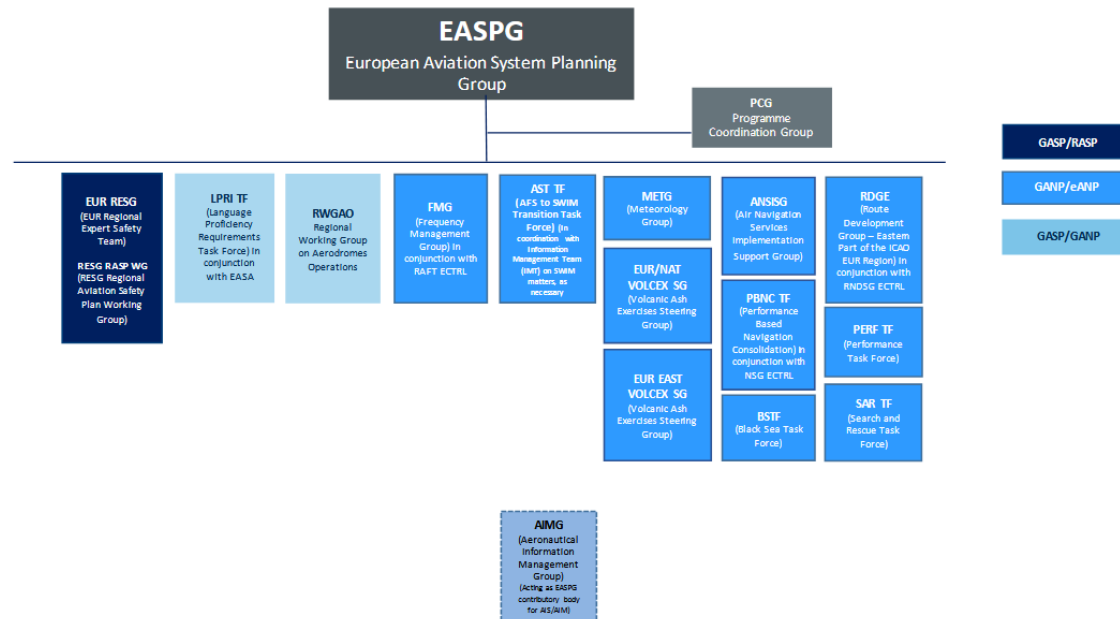 EASPG
European Aviation System Planning
Group
PCG
Programme
Coordination Group
GASP/RASP
GANP/eANP
GASP/GANP
EUR RESG
(EUR Regional
Expert Safety
Team)
RESG RASP WG
(RESG Regional
Aviation Safety
Plan Working
Group)
LPRI TF
(Language
Proficiency
Requirements
Task Force) in
conjunction
with EASA
RWGAO
Regional
Working Group
on Aerodromes
Operations
FMG
(Frequency
Management
Group) in
conjunction with
RAFT ECTRL
AST TF
(AFS to SWIM
Transition Task
Force) (in
coordination with
Information
Management Team
(IMT) on SWIM
matters, as
necessary
METG
(Meteorology
Group)
EUR/NAT
VOLCEX SG
(Volcanic Ash
Exercises Steering
Group)
EUR EAST
VOLCEX SG
(Volcanic Ash
Exercises Steering
Group)
ANSISG
(Air Navigation
Services
Implementation
Support Group)
PBNC TF
(Performance
Based
Navigation
Consolidation) in
conjunction with
NSG ECTRL
BSTF
(Black Sea Task
Force)
RDGE
(Route
Development
Group – Eastern
Part of the ICAO
EUR Region) in
conjunction with
RNDSG ECTRL
PERF TF
(Performance
Task Force)
SAR TF
(Search and
Rescue Task
Force)
AIMG
(Aeronautical
Information
Management
Group)
(Acting as EASPG
contributory body
for AIS/AIM)